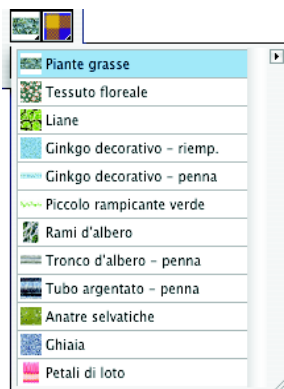 Piante grasse
Tessuto floreale
Liane
Ginkgo decorativo – riemp.
Ginkgo decorativo – penna
Piccolo rampicante verde
Rami d'albero
Tronco d'albero – penna
Tubo argentato – penna
Anatre selvatiche
Ghiaia
Petali di loto